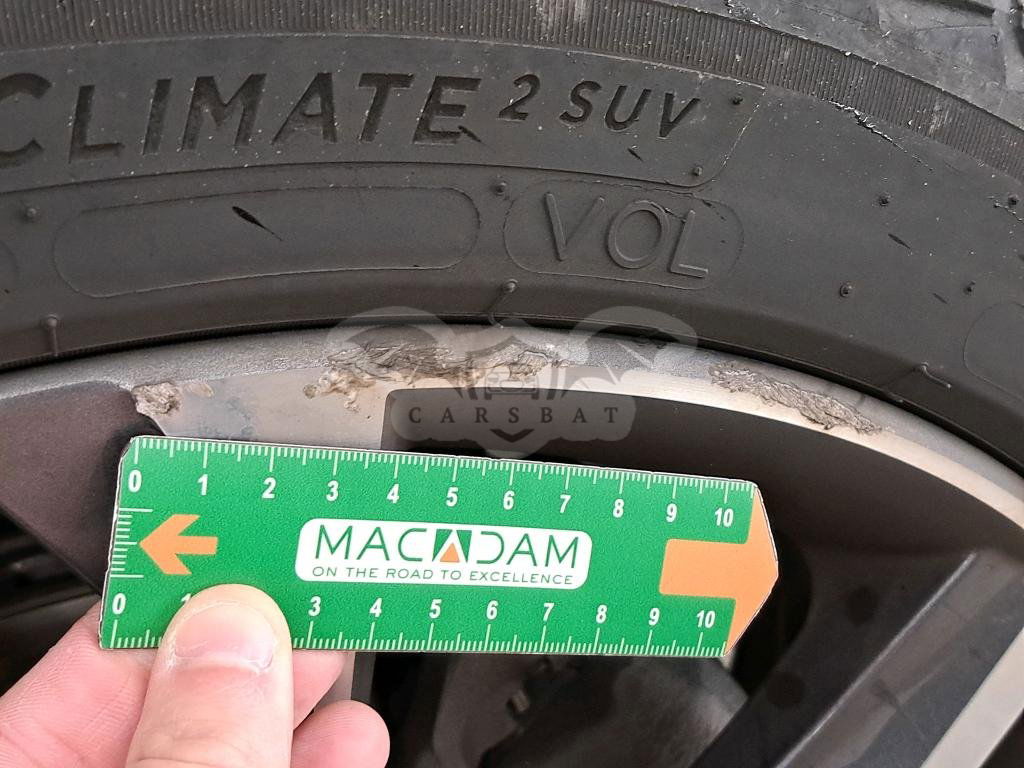 CLIMATE 2 SUV
VOL
CARSBAT
0 1 2 3 4 5 6 7 8 9 10
MACADAM
ON THE ROAD TO EXCELLENCE
0 1 3 4 5 6 7 8 9 10